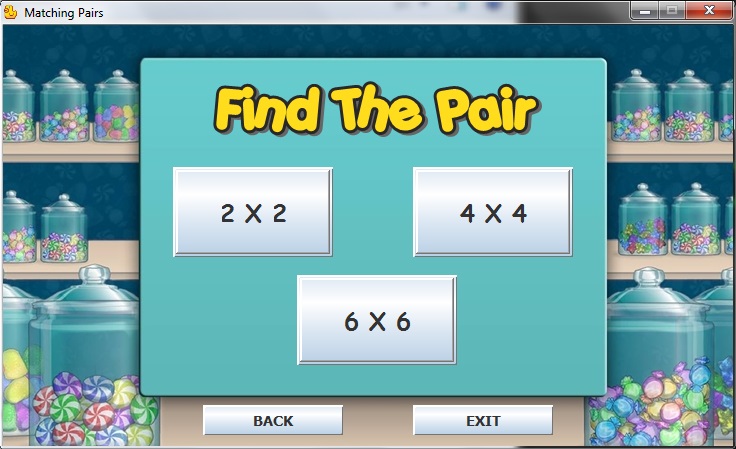 Matching Pairs
Find The Pair
2 X 2
4 X 4
6 X 6
BACK
EXIT